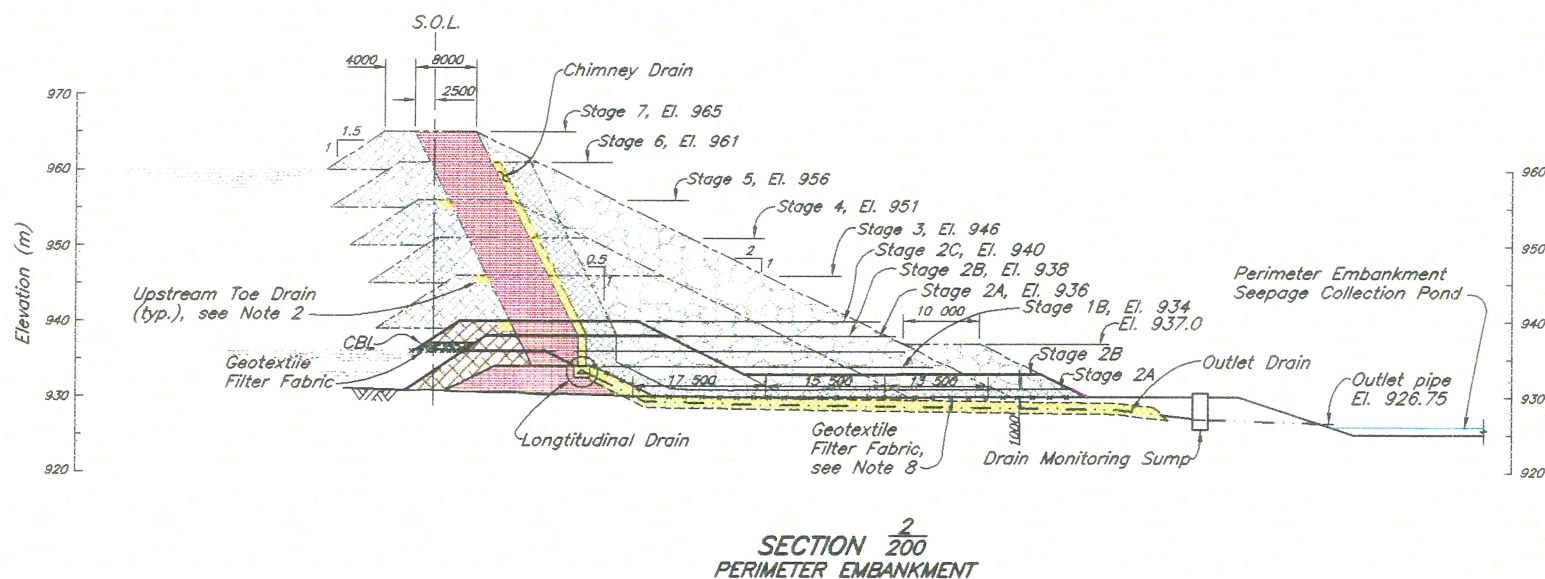 S.O.L.
4000
8000
2500
Chimney Drain
970
960
950
940
930
920
Elevation (m)
1.5
1
Stage 7, El. 965
Stage 6, El. 961
Stage 5, El. 956
Stage 4, El. 951
Stage 3, El. 946
Stage 2C, El. 940
Stage 2B, El. 938
Stage 2A, El. 936
Stage 1B, El. 934
10 000
El. 937.0
2
1
0.5
1
Upstream Toe Drain
(typ.), see Note 2
CBL
Geotextile
Filter Fabric
Longtitudinal Drain
17 500
15 500
13 500
1000
Geotextile
Filter Fabric,
see Note 8
Stage 2B
Stage 2A
Outlet Drain
Drain Monitoring Sump
Perimeter Embankment
Seepage Collection Pond
Outlet pipe
El. 926.75
960
950
940
930
920
SECTION 2
200
PERIMETER EMBANKMENT